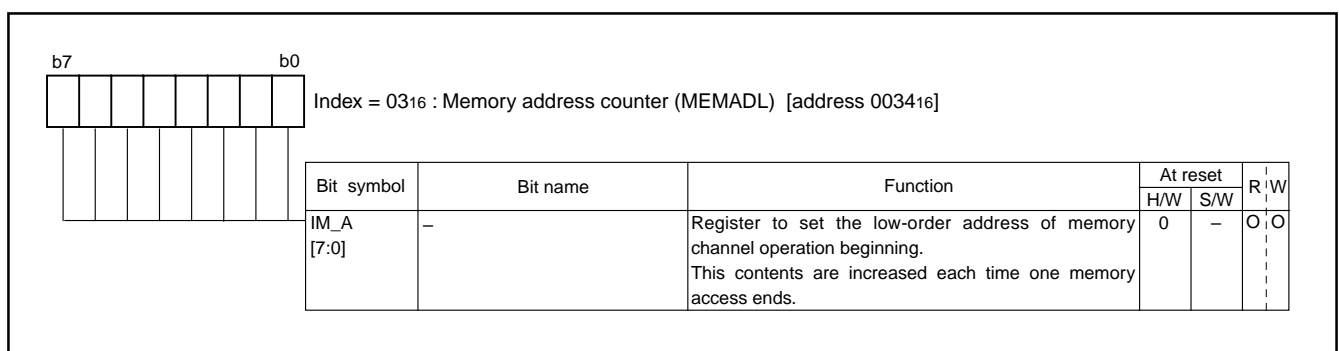 b7 b0
Index = 0316 : Memory address counter (MEMADL) [address 003416]
Bit symbol Bit name Function At reset R W
H/W S/W
IM_A – Register to set the low-order address of memory 0 – O O
[7:0] channel operation beginning.
This contents are increased each time one memory
access ends.